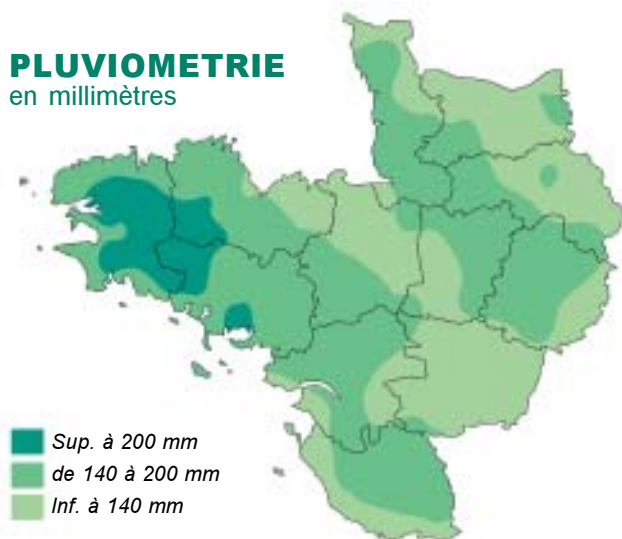 PLUVIOMETRIE
en millimètres
Sup. à 200 mm
de 140 à 200 mm
Inf. à 140 mm